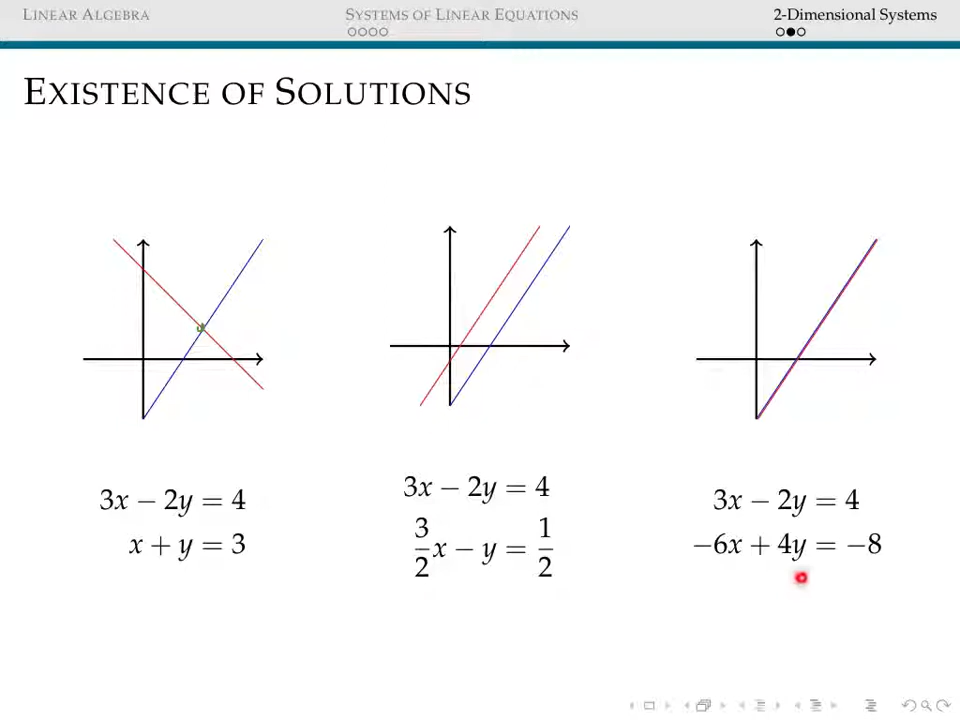 LINEAR ALGEBRA
SYSTEMS OF LINEAR EQUATIONS
2-Dimensional Systems
EXISTENCE OF SOLUTIONS
3x − 2y = 4
x + y = 3
3x − 2y = 4
3/2 x − y = 1/2
3x − 2y = 4
−6x + 4y = −8